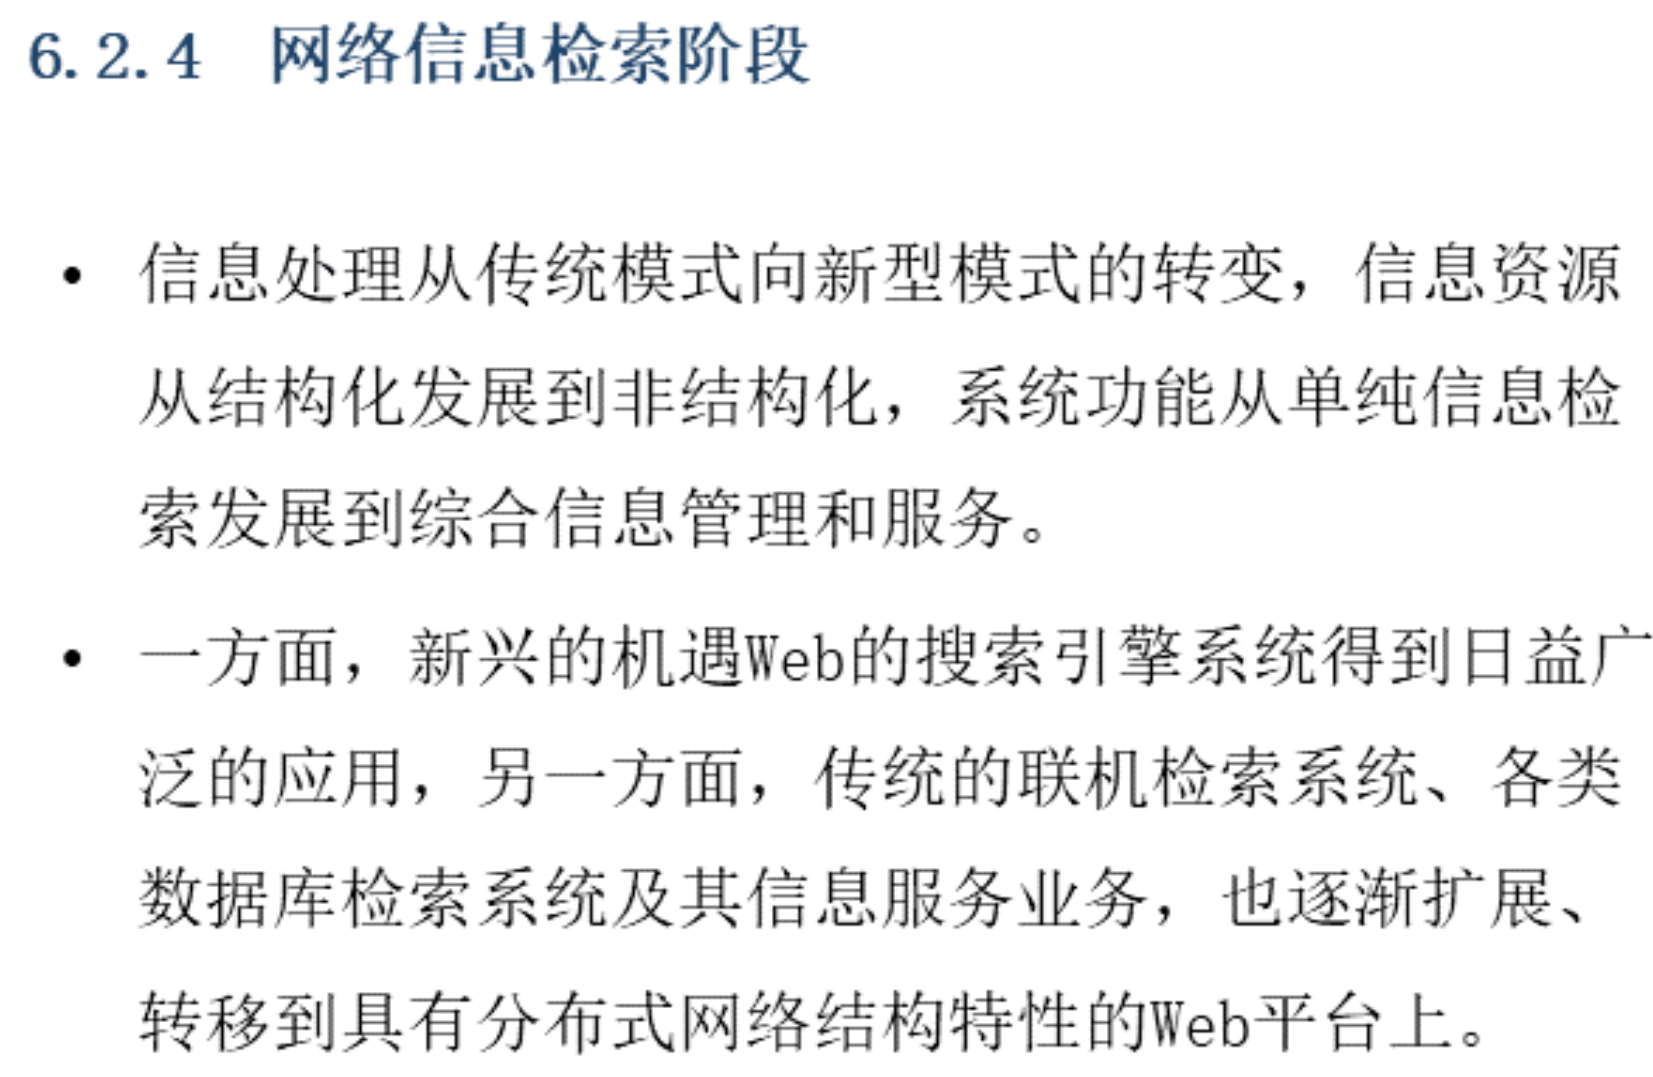 6.2.4 网络信息检索阶段
• 信息处理从传统模式向新型模式的转变，信息资源
从结构化发展到非结构化，系统功能从单纯信息检
索发展到综合信息管理和服务。
• 一方面，新兴的机遇Web的搜索引擎系统得到日益广
泛的应用，另一方面，传统的联机检索系统、各类
数据库检索系统及其信息服务业务，也逐渐扩展、
转移到具有分布式网络结构特性的Web平台上。